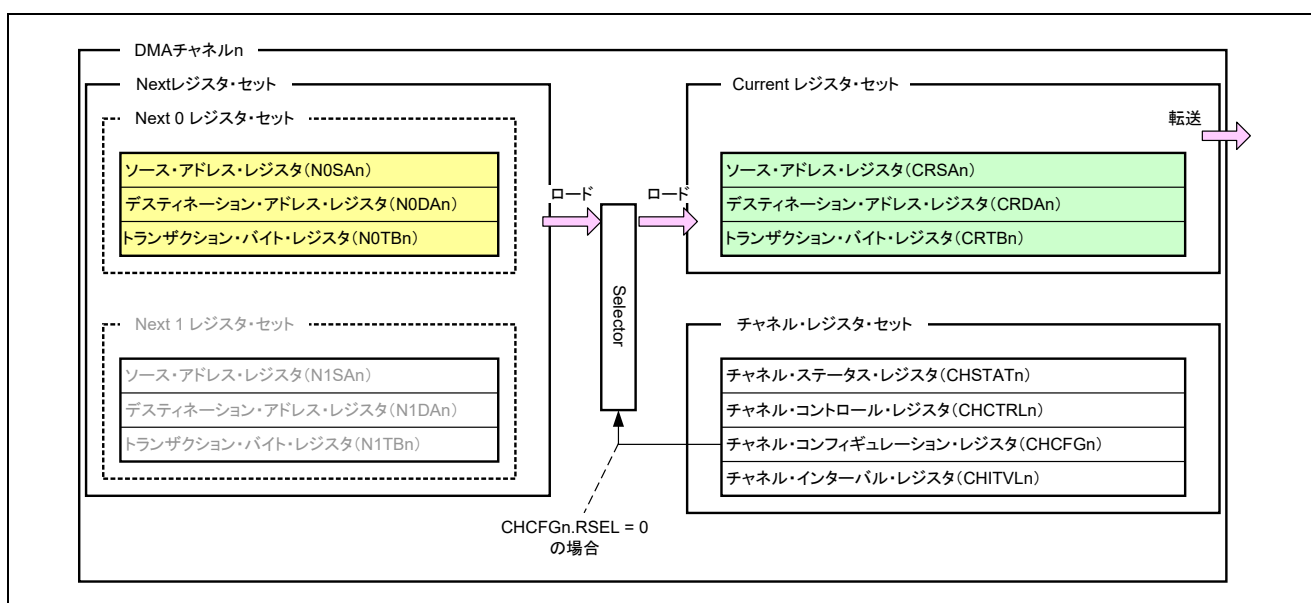 DMAチャネルn
Nextレジスタ・セット
Next 0 レジスタ・セット
ソース・アドレス・レジスタ(N0SAn)
デスティネーション・アドレス・レジスタ(N0DAn)
トランザクション・バイト・レジスタ(N0TBn)
Next 1 レジスタ・セット
ソース・アドレス・レジスタ(N1SAn)
デスティネーション・アドレス・レジスタ(N1DAn)
トランザクション・バイト・レジスタ(N1TBn)
ロード
Selector
ロード
CHCFGn.RSEL = 0
の場合
Current レジスタ・セット
転送
ソース・アドレス・レジスタ(CRSAn)
デスティネーション・アドレス・レジスタ(CRDAn)
トランザクション・バイト・レジスタ(CRTBn)
チャネル・レジスタ・セット
チャネル・ステータス・レジスタ(CHSTATn)
チャネル・コントロール・レジスタ(CHCTRLn)
チャネル・コンフィギュレーション・レジスタ(CHCFGn)
チャネル・インターバル・レジスタ(CHITVLn)